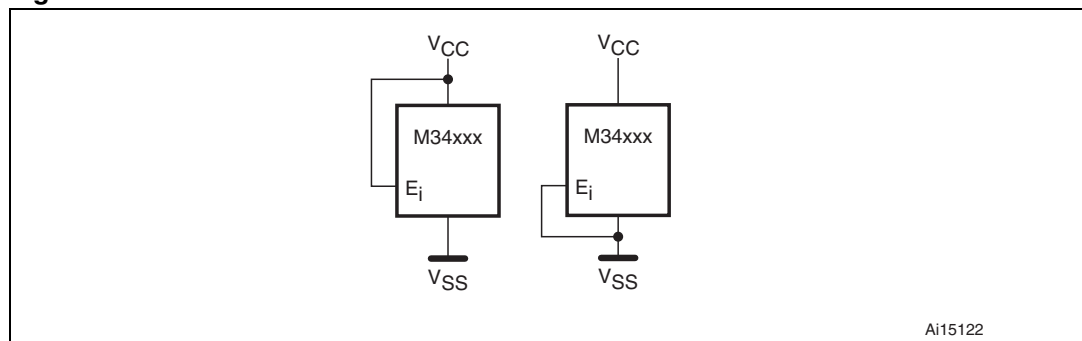 VCC VCC
M34xxx M34xxx
Ei Ei
VSS VSS
Ai15122